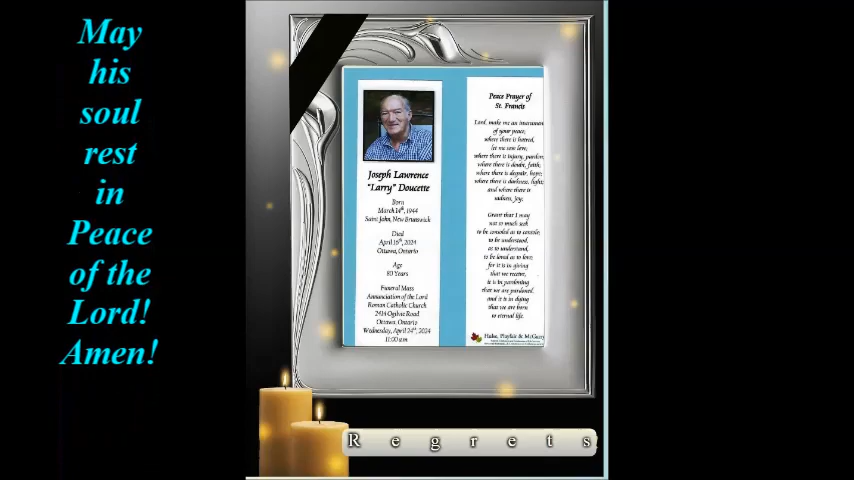 May
his
soul
rest
in
Peace
of the
Lord!
Amen!
Joseph Lawrence
"Larry" Doucette
Born
March 14th, 1944
Saint John, New Brunswick
Died
April 16th, 2024
Ottawa, Ontario
Age
80 Years
Funeral Mass
Annunciation of the Lord
Roman Catholic Church
2414 Ogilvie Road
Ottawa, Ontario
Wednesday, April 24th, 2024
11:00 a.m
Peace Prayer of
St. Francis
Lord, make me an instrumen
of your peace,
where there is hatred,
let me sow love;
where there is injury, pardon;
where there is doubt, faith;
where there is despair, hope;
where there is darkness, light;
and where there is
sadness, joy;
Grant that I may
not so much seek
to be consoled as to console;
to be understood,
as to understand,
to be loved as to love;
for it is in giving
that we receive,
it is in pardoning
that we are pardoned,
and it is in dying
that we are born
to eternal life.
Hulse, Playfair & McGarry
Regrets